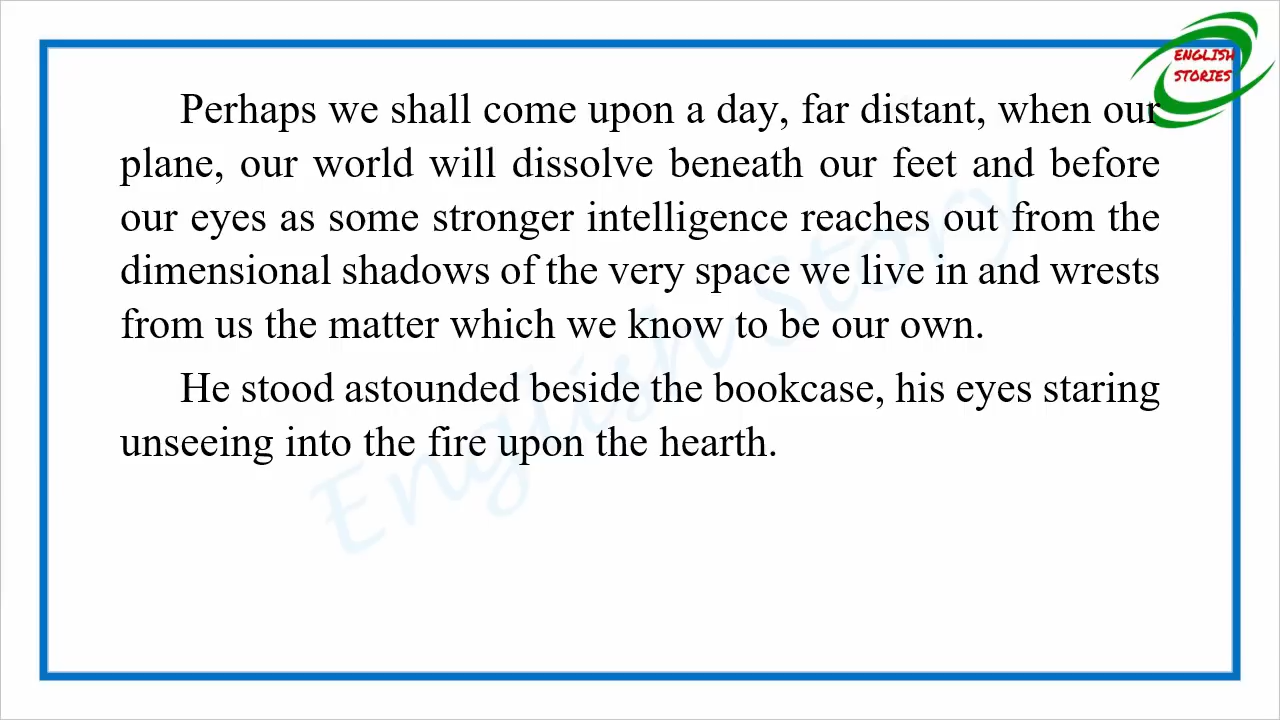 ENGLISH
STORIES
Perhaps we shall come upon a day, far distant, when our
plane, our world will dissolve beneath our feet and before
our eyes as some stronger intelligence reaches out from the
dimensional shadows of the very space we live in and wrests
from us the matter which we know to be our own.
He stood astounded beside the bookcase, his eyes staring
unseeing into the fire upon the hearth.
English Story